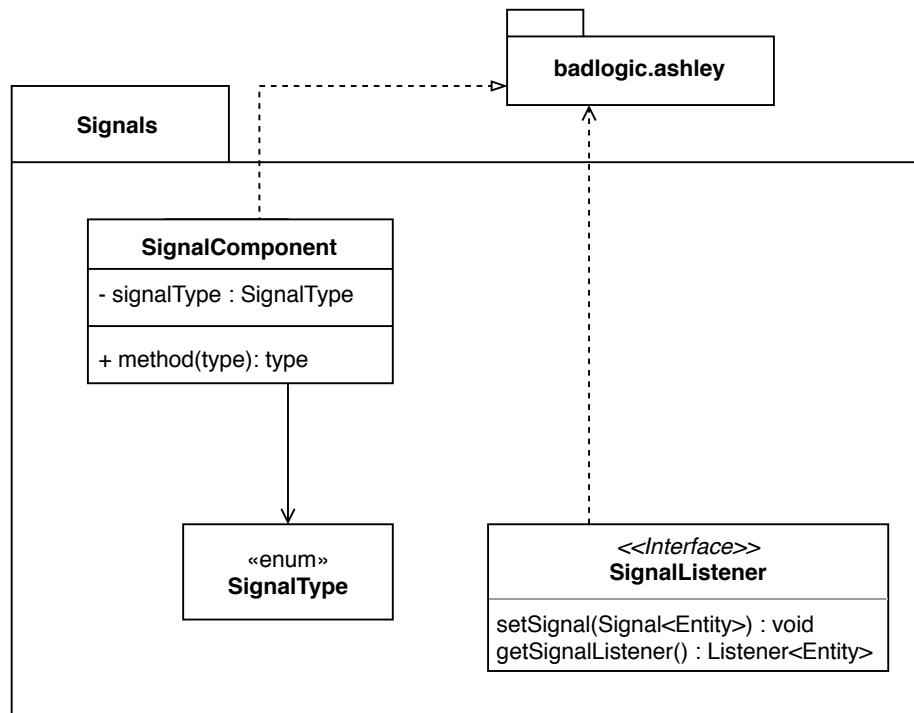 badlogic.ashley
Signals
SignalComponent
- signalType : SignalType
+ method(type): type
«enum»
SignalType
<<Interface>>
SignalListener
setSignal(Signal<Entity>) : void
getSignalListener() : Listener<Entity>